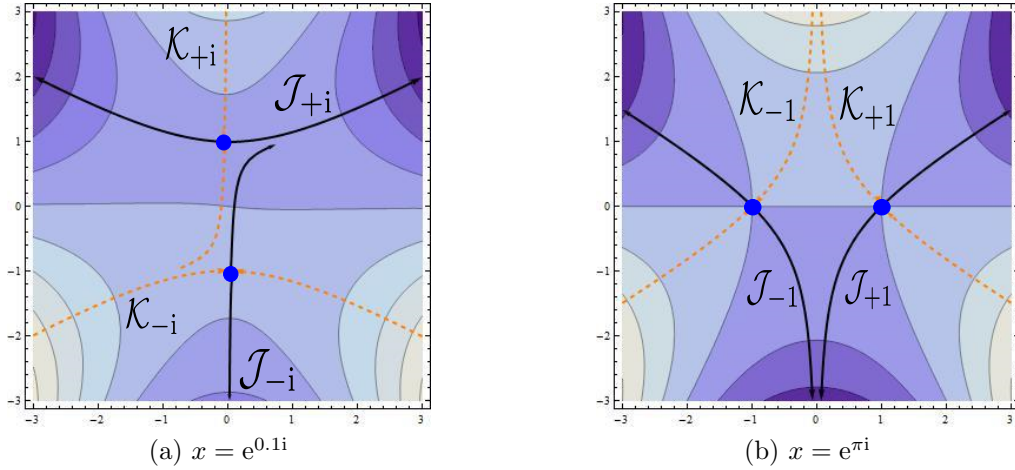 3
2
1
0
−1
−2
−3
−3 −2 −1 0 1 2 3
𝒦+i
𝒥+i
𝒦−i
𝒥−i
(a) x = e^{0.1i}
3
2
1
0
−1
−2
−3
−3 −2 −1 0 1 2 3
𝒦−1 𝒦+1
𝒥−1 𝒥+1
(b) x = e^{πi}